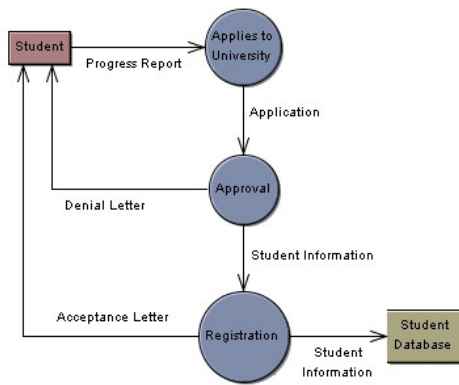 Student
Applies to
University
Progress Report
Application
Approval
Denial Letter
Student Information
Acceptance Letter
Registration
Student
Information
Student
Database